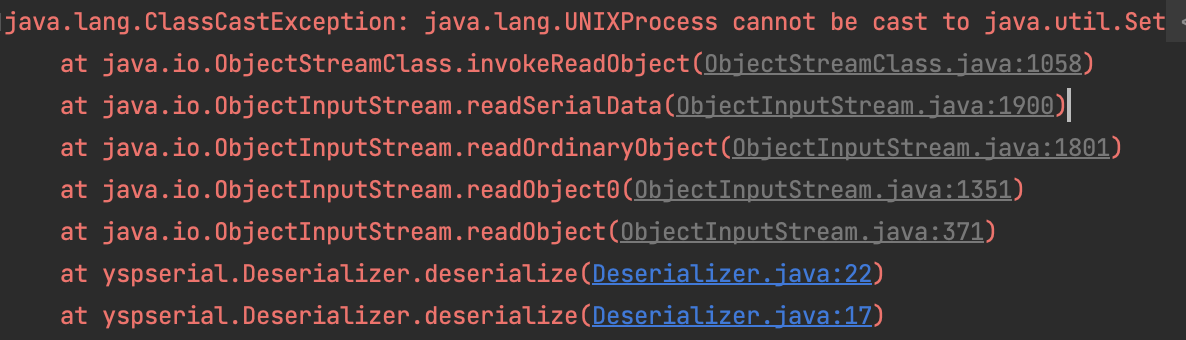 java.lang.ClassCastException: java.lang.UNIXProcess cannot be cast to java.util.Set
at java.io.ObjectStreamClass.invokeReadObject(ObjectStreamClass.java:1058)
at java.io.ObjectInputStream.readSerialData(ObjectInputStream.java:1900)
at java.io.ObjectInputStream.readOrdinaryObject(ObjectInputStream.java:1801)
at java.io.ObjectInputStream.readObject0(ObjectInputStream.java:1351)
at java.io.ObjectInputStream.readObject(ObjectInputStream.java:371)
at yspserial.Deserializer.deserialize(Deserializer.java:22)
at yspserial.Deserializer.deserialize(Deserializer.java:17)